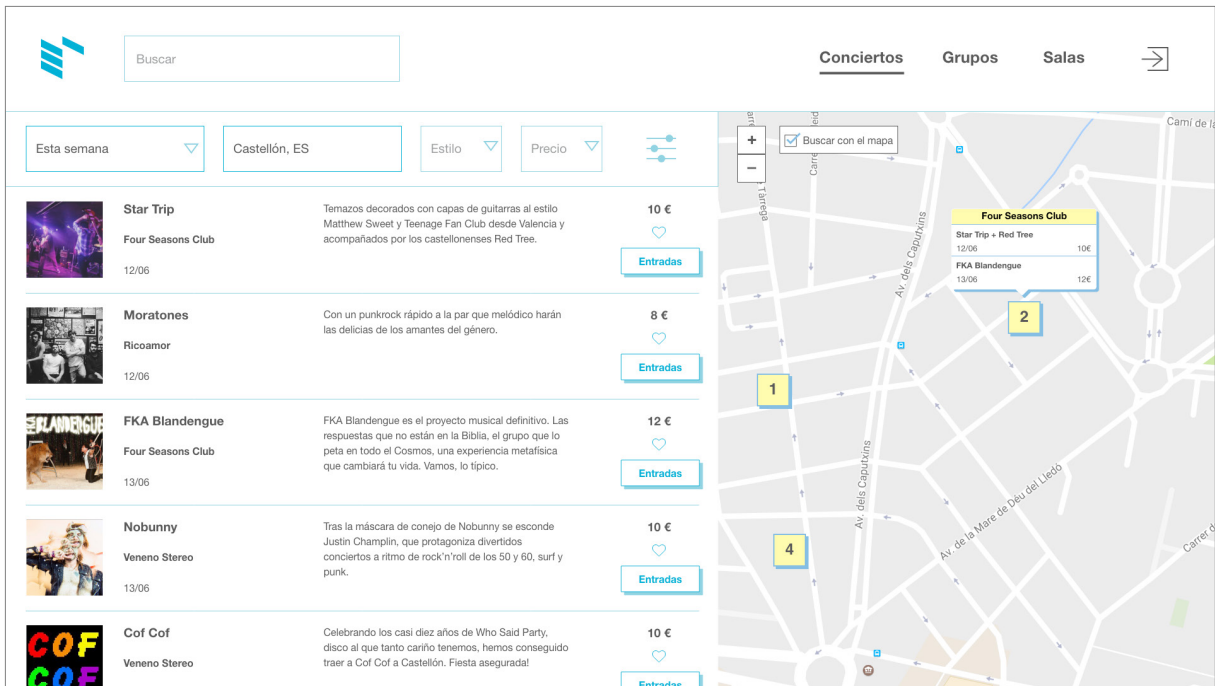 Buscar
Conciertos
Grupos
Salas
Esta semana
Castellón, ES
Estilo
Precio
Star Trip
Four Seasons Club
12/06
Temazos decorados con capas de guitarras al estilo
Matthew Sweet y Teenage Fan Club desde Valencia y
acompañados por los castellonenses Red Tree.
10 €
Entradas
Moratones
Ricoamor
12/06
Con un punkrock rápido a la par que melódico harán
las delicias de los amantes del género.
8 €
Entradas
FKA Blandengue
Four Seasons Club
13/06
FKA Blandengue es el proyecto musical definitivo. Las
respuestas que no están en la Biblia, el grupo que lo
peta en todo el Cosmos, una experiencia metafísica
que cambiará tu vida. Vamos, lo típico.
12 €
Entradas
Nobunny
Veneno Stereo
13/06
Tras la máscara de conejo de Nobunny se esconde
Justin Champlin, que protagoniza divertidos
conciertos a ritmo de rock'n'roll de los 50 y 60, surf y
punk.
10 €
Entradas
COF
COF
Cof Cof
Veneno Stereo
Celebrando los casi diez años de Who Said Party,
disco al que tanto cariño tenemos, hemos conseguido
traer a Cof Cof a Castellón. Fiesta asegurada!
10 €
Entradas
+
−
Buscar con el mapa
Camí de la
Tàrrega
Av. dels Caputxins
Four Seasons Club
Star Trip + Red Tree
12/06
10€
FKA Blandengue
13/06
12€
2
1
4
Av. dels Caputxins
Av. de la Mare de Déu del Lledó
Carrer d